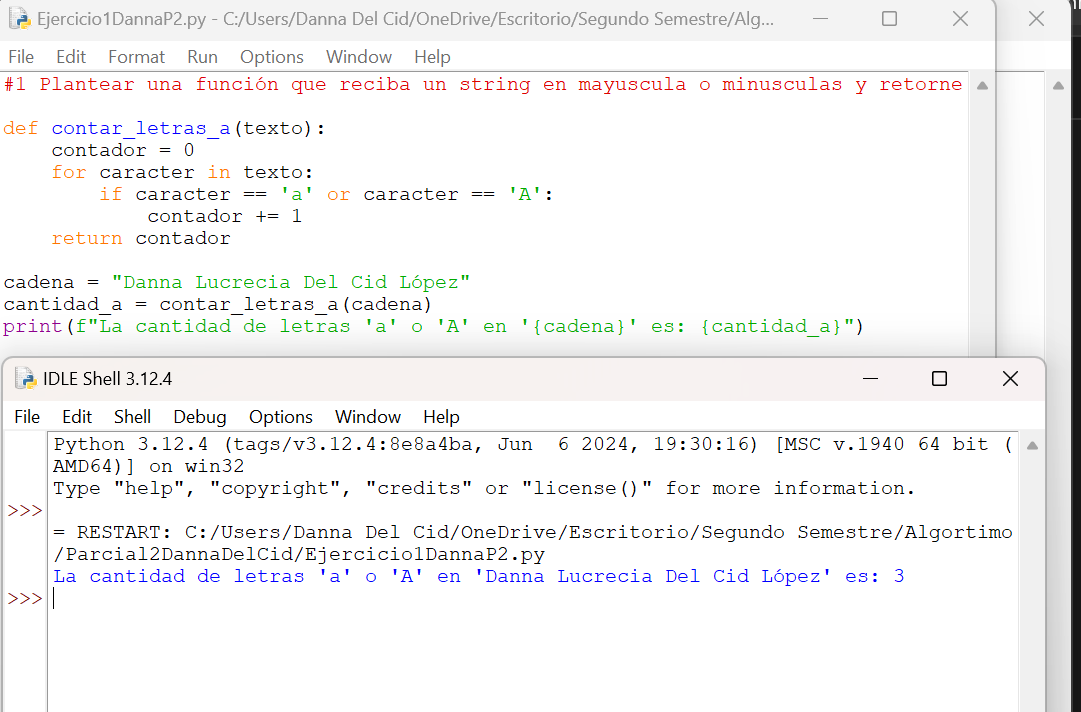 Ejercicio1DannaP2.py - C:/Users/Danna Del Cid/OneDrive/Escritorio/Segundo Semestre/Alg...
File Edit Format Run Options Window Help
#1 Plantear una función que reciba un string en mayuscula o minusculas y retorne
def contar_letras_a(texto):
    contador = 0
    for caracter in texto:
        if caracter == 'a' or caracter == 'A':
            contador += 1
    return contador
cadena = "Danna Lucrecia Del Cid López"
cantidad_a = contar_letras_a(cadena)
print(f"La cantidad de letras 'a' o 'A' en '{cadena}' es: {cantidad_a}")
IDLE Shell 3.12.4
File Edit Shell Debug Options Window Help
Python 3.12.4 (tags/v3.12.4:8e8a4ba, Jun  6 2024, 19:30:16) [MSC v.1940 64 bit (
AMD64)] on win32
Type "help", "copyright", "credits" or "license()" for more information.
>>>
= RESTART: C:/Users/Danna Del Cid/OneDrive/Escritorio/Segundo Semestre/Algortimo
/Parcial2DannaDelCid/Ejercicio1DannaP2.py
La cantidad de letras 'a' o 'A' en 'Danna Lucrecia Del Cid López' es: 3
>>>